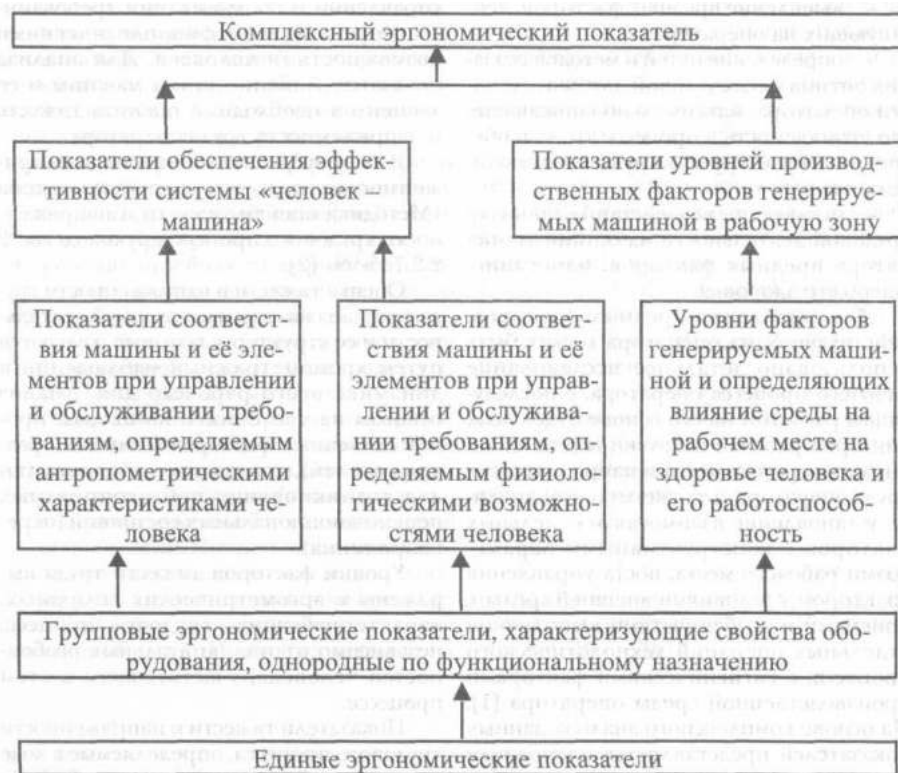 Комплексный эргономический показатель
Показатели обеспечения эффек-
тивности системы «человек -
машина»
Показатели уровней производ-
ственных факторов генерируе-
мых машиной в рабочую зону
Показатели соответст-
вия машины и её эле-
ментов при управлении
и обслуживании требо-
ваниям, определяемым
антропометрическими
характеристиками че-
ловека
Показатели соответ-
ствия машины и её
элементов при управ-
лении и обслужива-
нии требованиям, оп-
ределяемым физиоло-
гическими возможно-
стями человека
Уровни факторов
генерируемых маши-
ной и определяющих
влияние среды на
рабочем месте на
здоровье человека и
его работоспособ-
ность
Групповые эргономические показатели, характеризующие свойства обо-
рудования, однородные по функциональному назначению
Единые эргономические показатели